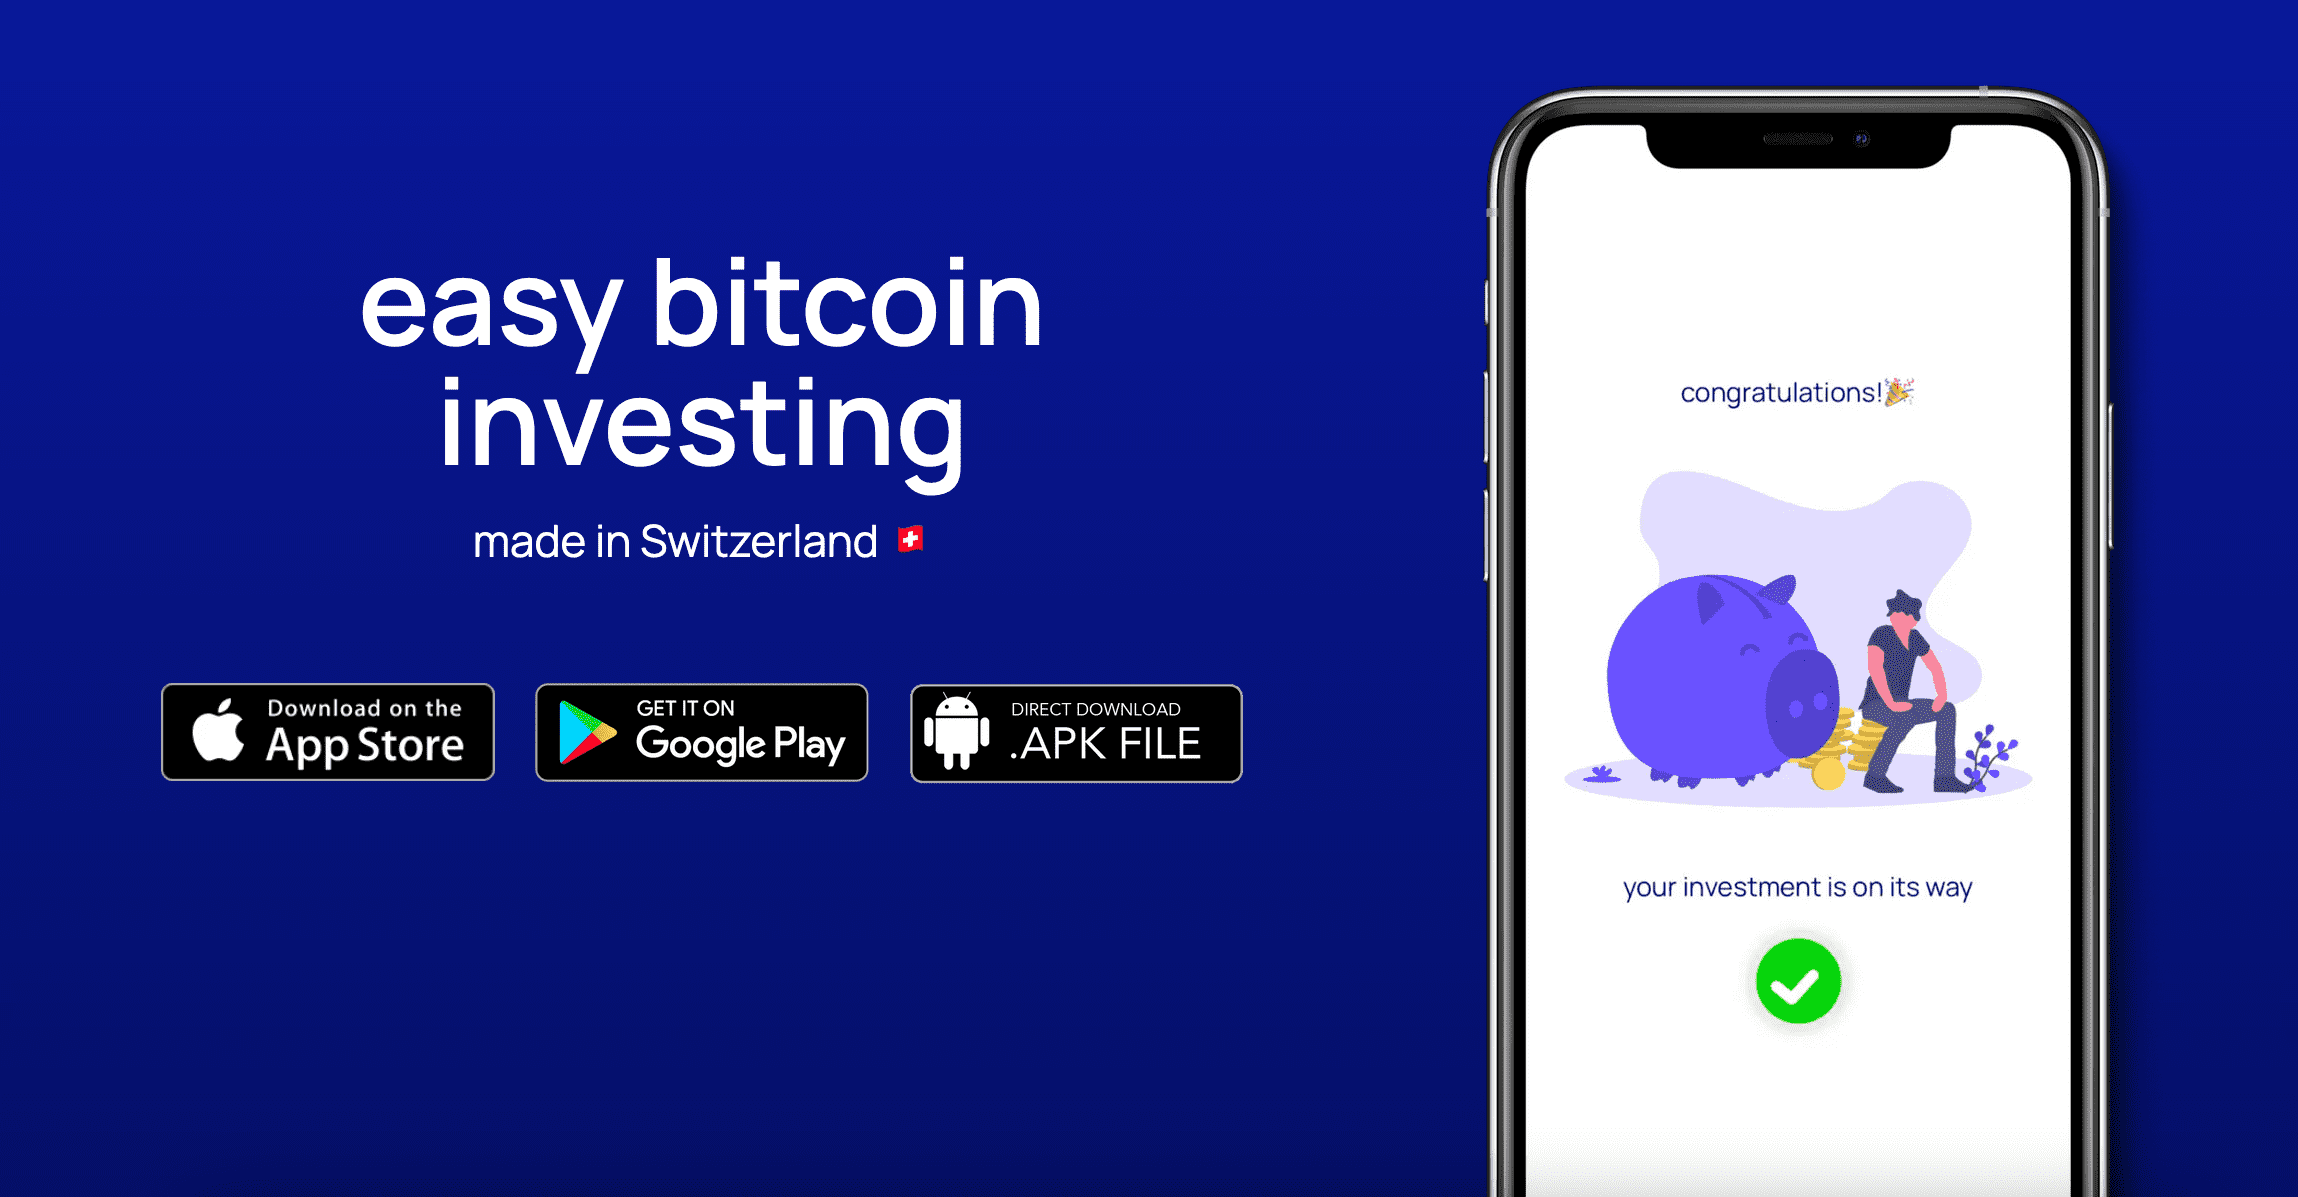 easy bitcoin
investing
made in Switzerland
Download on the
App Store
GET IT ON
Google Play
DIRECT DOWNLOAD
.APK FILE
congratulations!
your investment is on its way